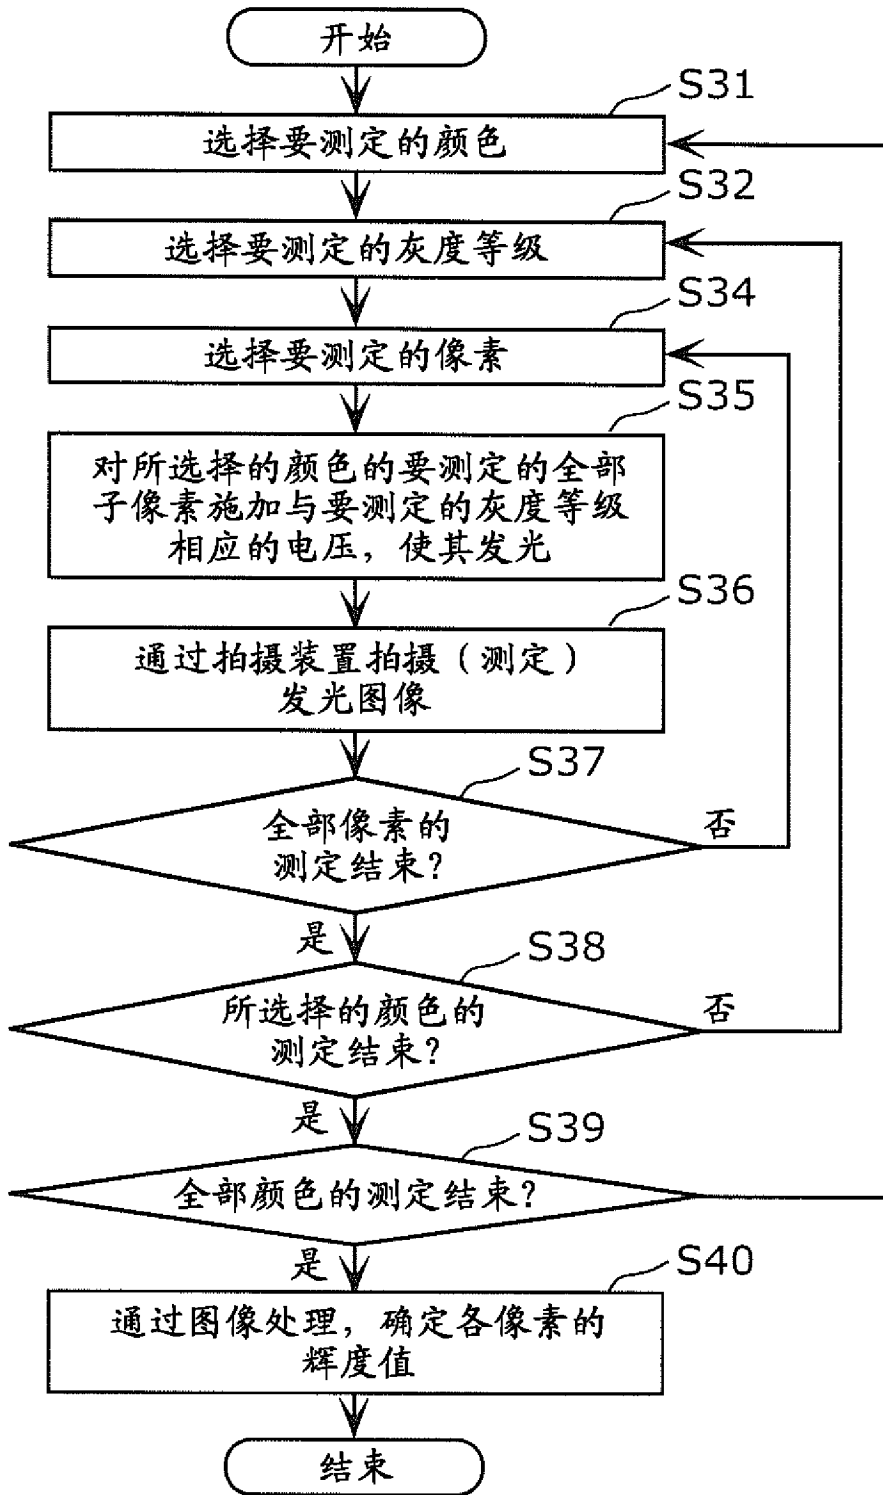 开始
S31
选择要测定的颜色
S32
选择要测定的灰度等级
S34
选择要测定的像素
S35
对所选择的颜色的要测定的全部
子像素施加与要测定的灰度等级
相应的电压，使其发光
S36
通过拍摄装置拍摄（测定）
发光图像
S37
全部像素的
测定结束？
否
是
S38
所选择的颜色的
测定结束？
否
是
S39
全部颜色的测定结束？
是
S40
通过图像处理，确定各像素的
辉度值
结束